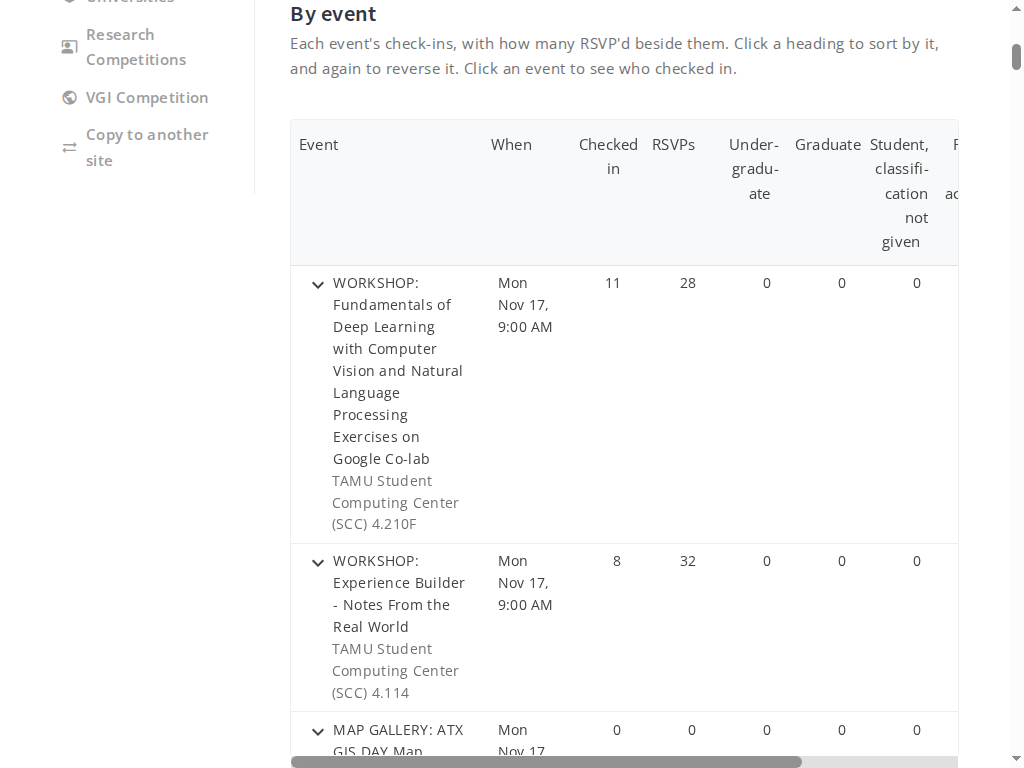 Research
Competitions
VGI Competition
Copy to another
site
By event
Each event's check-ins, with how many RSVP'd beside them. Click a heading to sort by it,
and again to reverse it. Click an event to see who checked in.
Event
When
Checked
in
RSVPs
Under-
gradu-
ate
Graduate
Student,
classifi-
cation
not
given
WORKSHOP:
Fundamentals of
Deep Learning
with Computer
Vision and Natural
Language
Processing
Exercises on
Google Co-lab
TAMU Student
Computing Center
(SCC) 4.210F
Mon
Nov 17,
9:00 AM
11
28
0
0
0
WORKSHOP:
Experience Builder
- Notes From the
Real World
TAMU Student
Computing Center
(SCC) 4.114
Mon
Nov 17,
9:00 AM
8
32
0
0
0
MAP GALLERY: ATX
GIS DAY Map
Mon
Nov 17
0
0
0
0
0